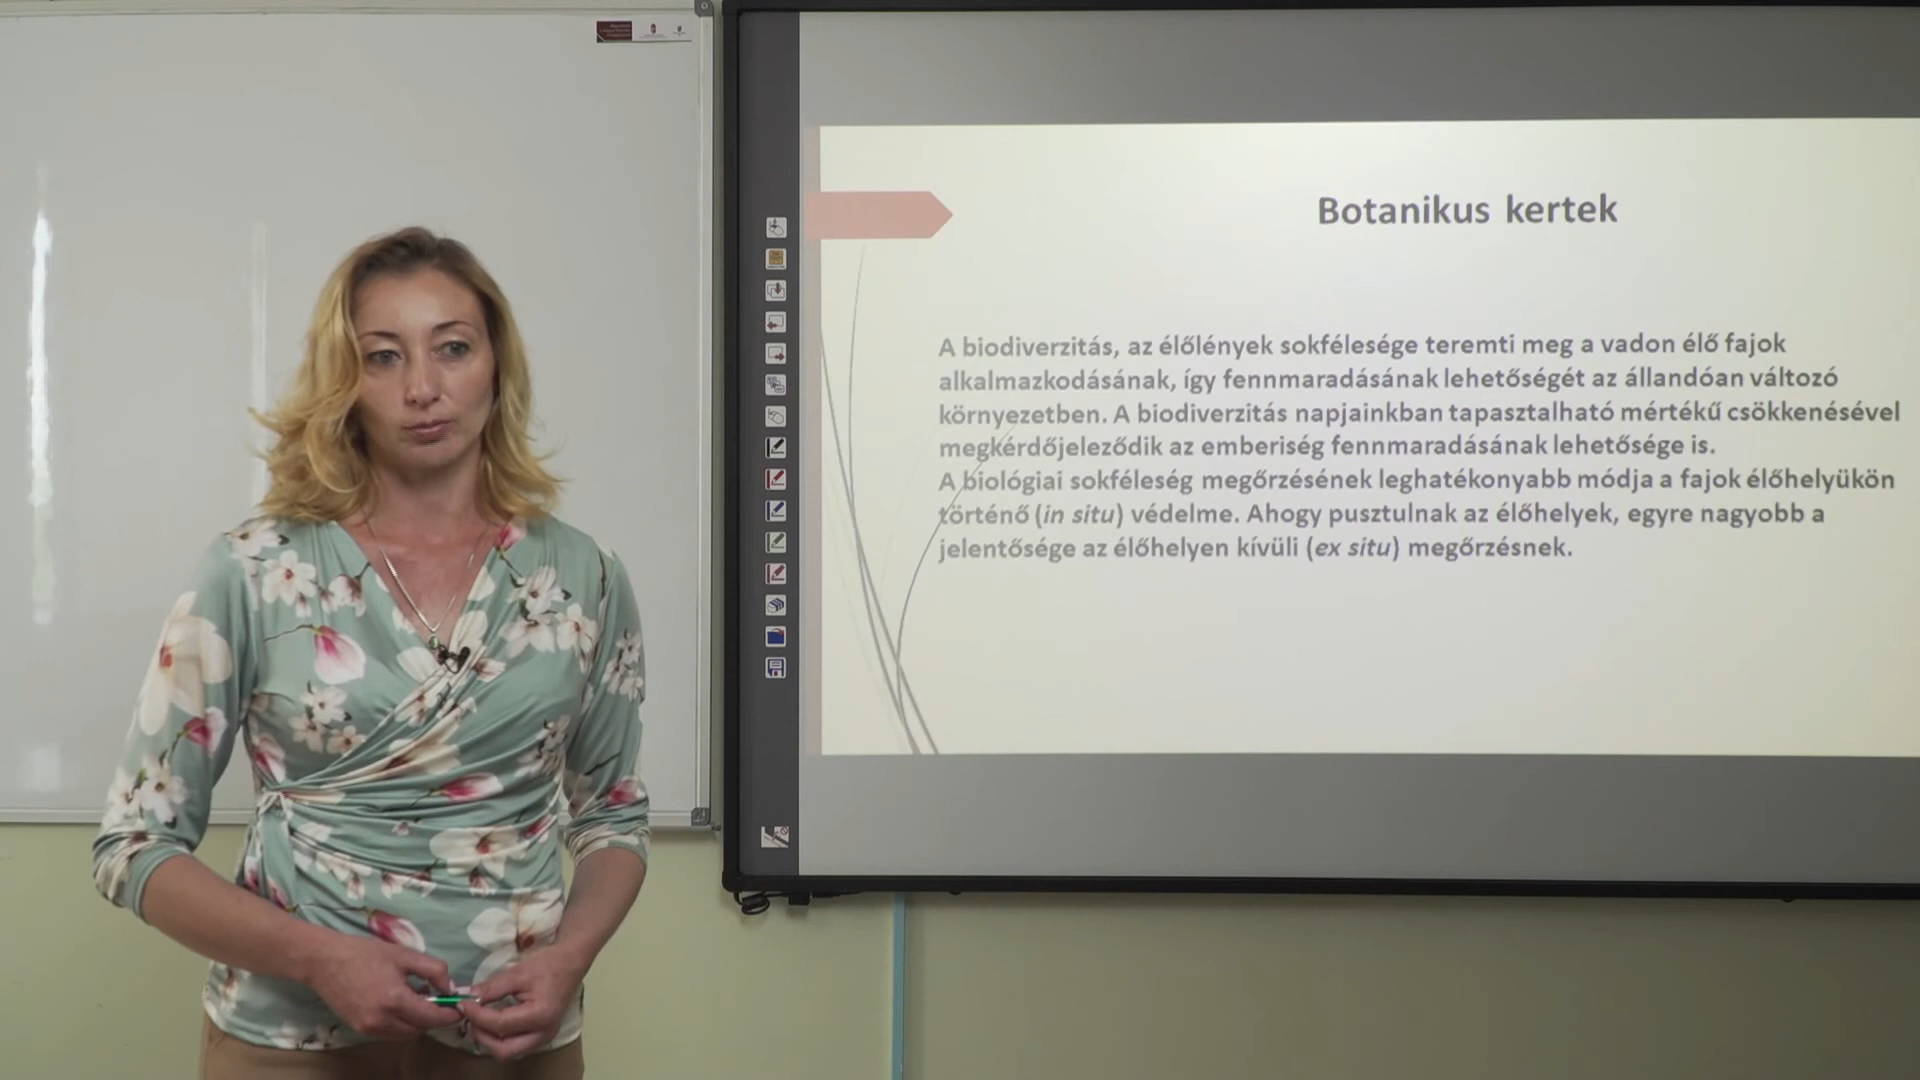 Botanikus kertek
A biodiverzitás, az élőlények sokfélesége teremti meg a vadon élő fajok
alkalmazkodásának, így fennmaradásának lehetőségét az állandóan változó
környezetben. A biodiverzitás napjainkban tapasztalható mértékű csökkenésével
megkérdőjeleződik az emberiség fennmaradásának lehetősége is.
A biológiai sokféleség megőrzésének leghatékonyabb módja a fajok élőhelyükön
történő (in situ) védelme. Ahogy pusztulnak az élőhelyek, egyre nagyobb a
jelentősége az élőhelyen kívüli (ex situ) megőrzésnek.